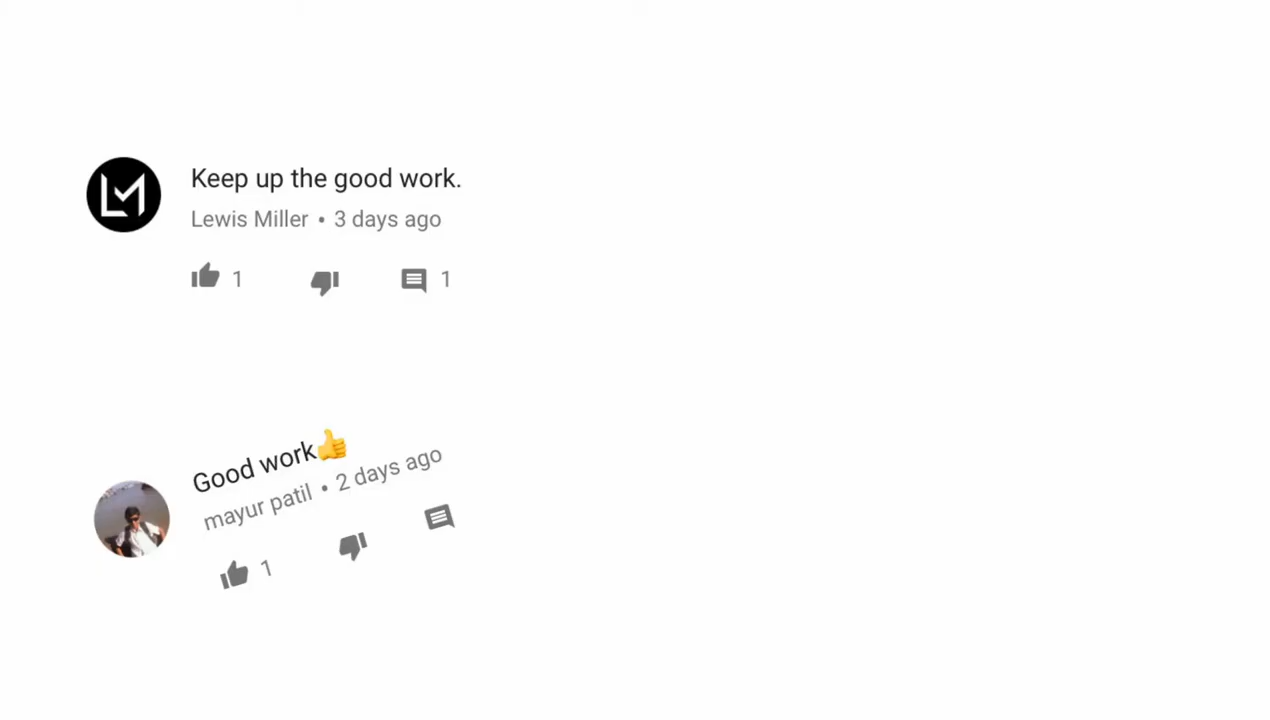 LM
Keep up the good work.
Lewis Miller • 3 days ago
1 1
Good work👍
mayur patil • 2 days ago
1